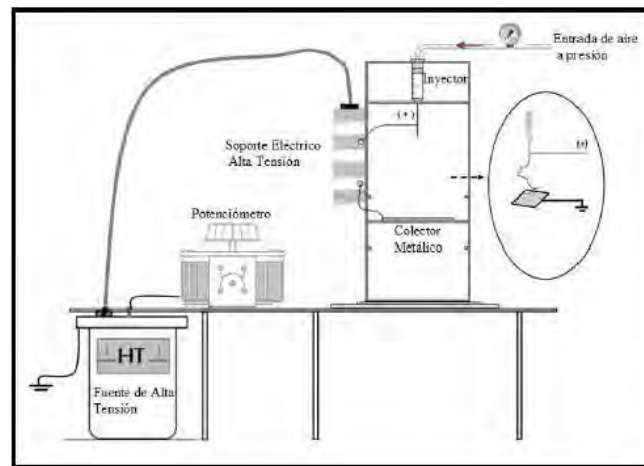 Entrada de aire
a presión
Inyector
(+)
Soporte Eléctrico
Alta Tensión
(+)
Potenciómetro
Colector
Metálico
HT
Fuente de Alta
Tensión